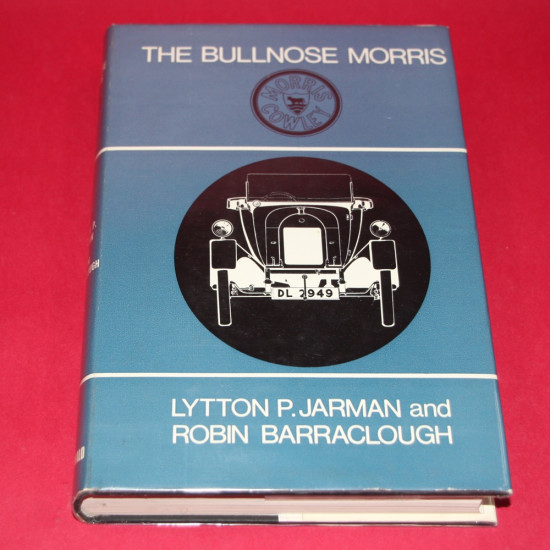 THE BULLNOSE MORRIS
MORRIS
COWLEY
DL 2949
LYTTON P. JARMAN and
ROBIN BARRACLOUGH